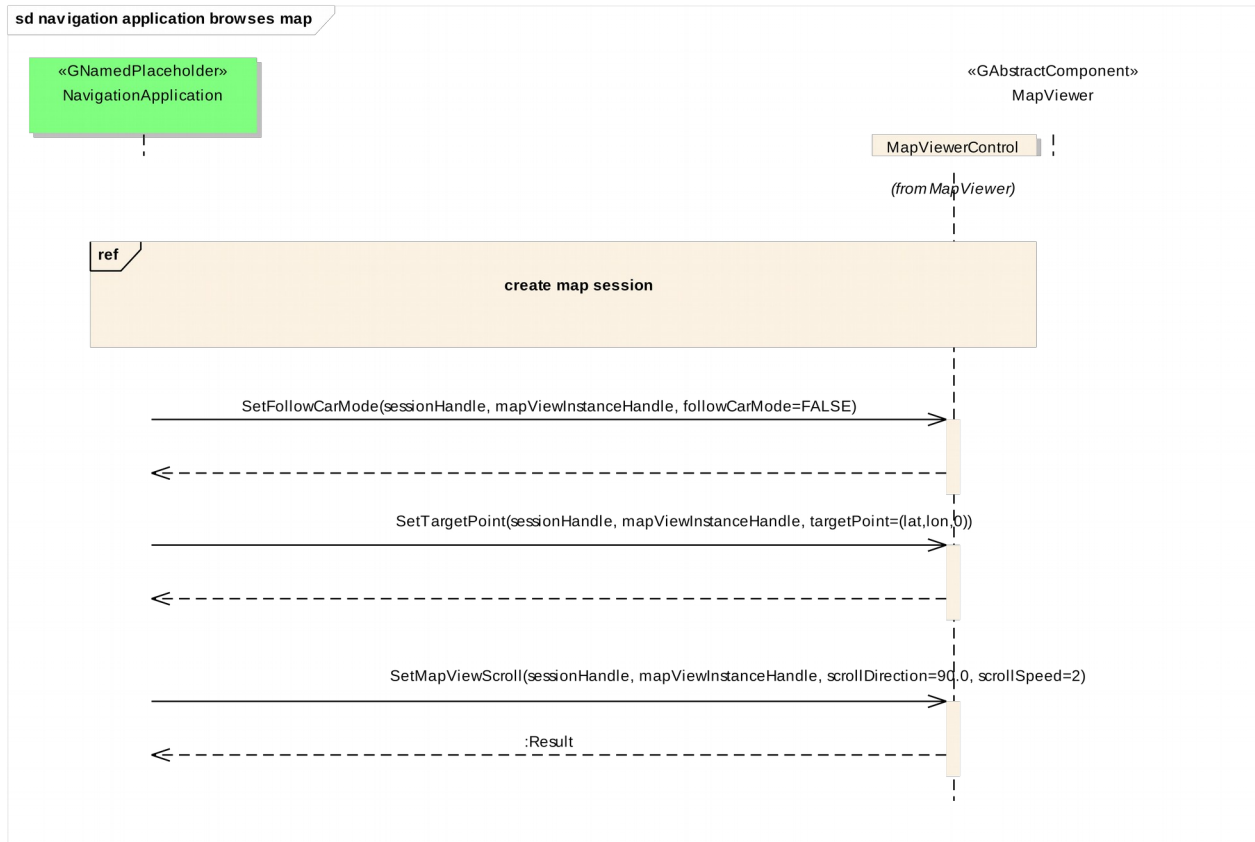 sd navigation application browses map
«GNamedPlaceholder»
NavigationApplication
«GAbstractComponent»
MapViewer
MapViewerControl
(from MapViewer)
ref
create map session
SetFollowCarMode(sessionHandle, mapViewInstanceHandle, followCarMode=FALSE)
SetTargetPoint(sessionHandle, mapViewInstanceHandle, targetPoint=(lat,lon,0))
SetMapViewScroll(sessionHandle, mapViewInstanceHandle, scrollDirection=90.0, scrollSpeed=2)
:Result